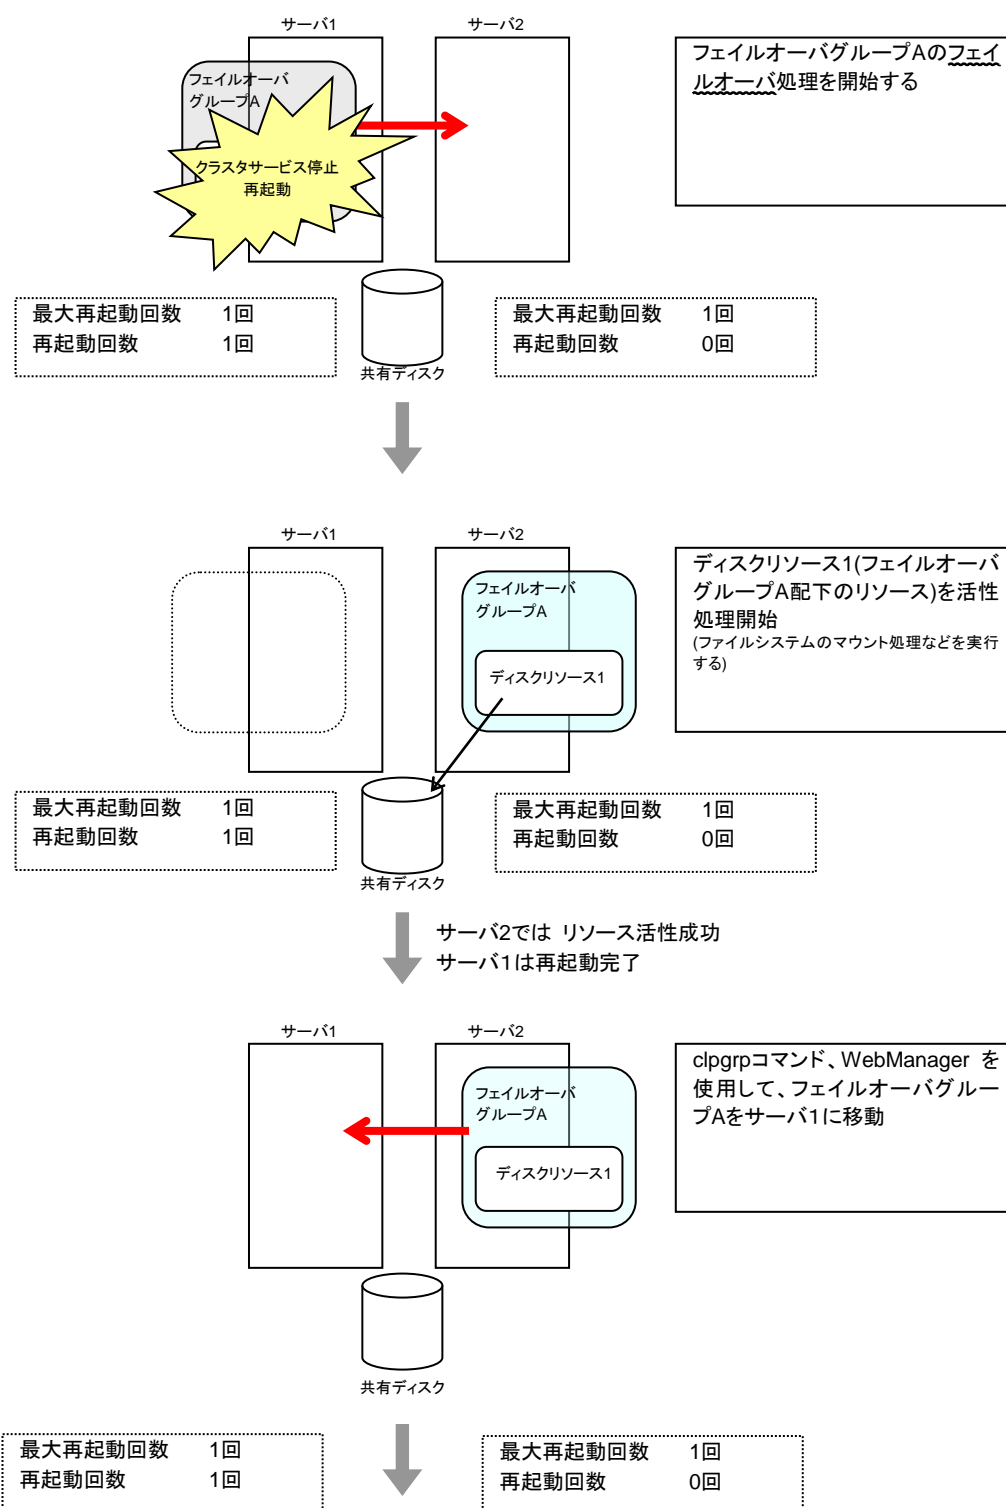 サーバ1
サーバ2
フェイルオーバ
グループA
クラスタサービス停止
再起動
フェイルオーバグループAのフェイ
ルオーバ処理を開始する
最大再起動回数 1回
再起動回数 1回
最大再起動回数 1回
再起動回数 0回
共有ディスク
サーバ1
サーバ2
フェイルオーバ
グループA
ディスクリソース1
ディスクリソース1(フェイルオーバ
グループA配下のリソース)を活性
処理開始
(ファイルシステムのマウント処理などを実行
する)
最大再起動回数 1回
再起動回数 1回
最大再起動回数 1回
再起動回数 0回
共有ディスク
サーバ2では リソース活性成功
サーバ1は再起動完了
サーバ1
サーバ2
フェイルオーバ
グループA
ディスクリソース1
clpgrpコマンド、WebManager を
使用して、フェイルオーバグルー
プAをサーバ1に移動
共有ディスク
最大再起動回数 1回
再起動回数 1回
最大再起動回数 1回
再起動回数 0回